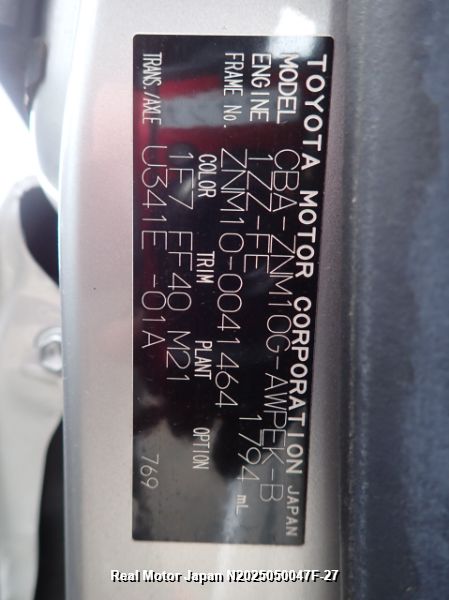 TOYOTA MOTOR CORPORATION JAPAN
MODEL CBA-ZNM10G-AWPEK-B
ENGINE 1ZZ-FE 1794 mL
FRAME No. ZNM10-0041464
COLOR TRIM PLANT OPTION
1F7 FF40 M21
TRANS./AXLE U341E -01A
769
Real Motor Japan N2025050047F-27